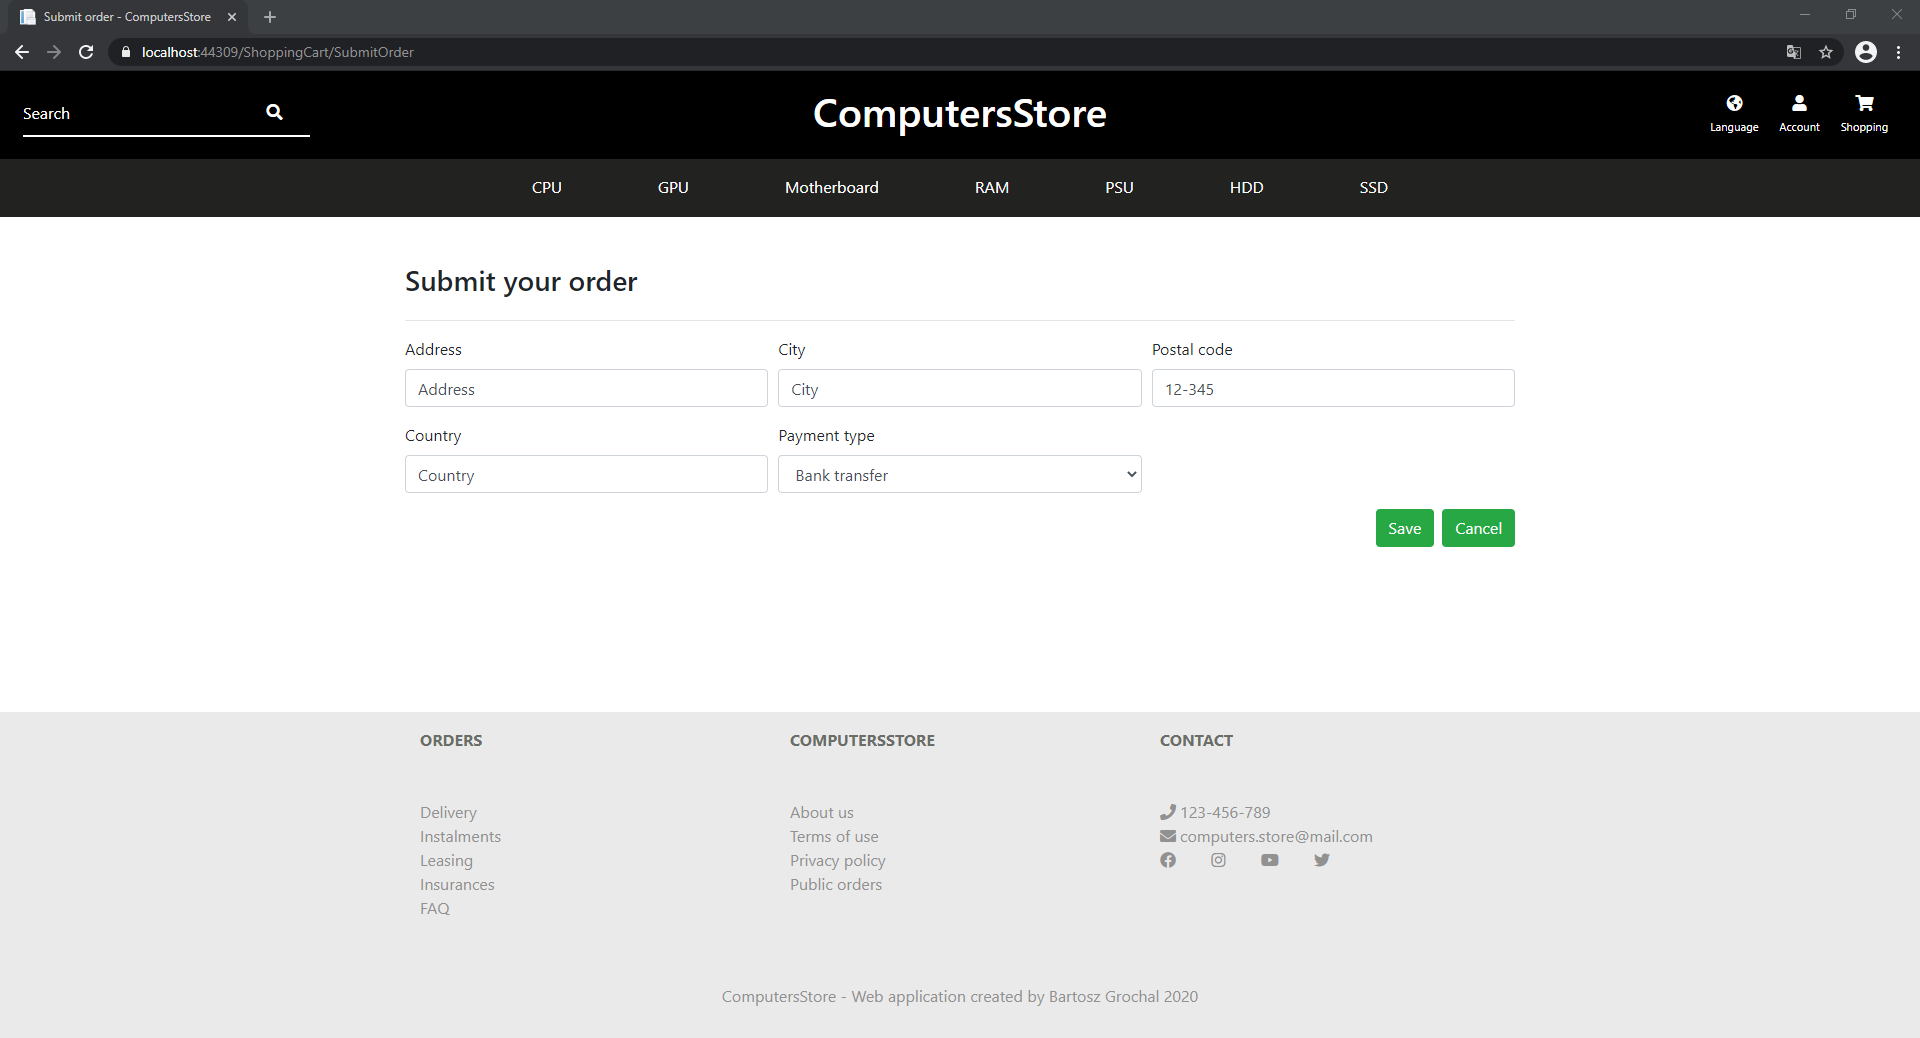 Submit order - ComputersStore
localhost:44309/ShoppingCart/SubmitOrder
Search
ComputersStore
Language
Account
Shopping
CPU
GPU
Motherboard
RAM
PSU
HDD
SSD
Submit your order
Address
City
Postal code
Address
City
12-345
Country
Payment type
Country
Bank transfer
Save
Cancel
ORDERS
Delivery
Instalments
Leasing
Insurances
FAQ
COMPUTERSSTORE
About us
Terms of use
Privacy policy
Public orders
CONTACT
123-456-789
computers.store@mail.com
ComputersStore - Web application created by Bartosz Grochal 2020